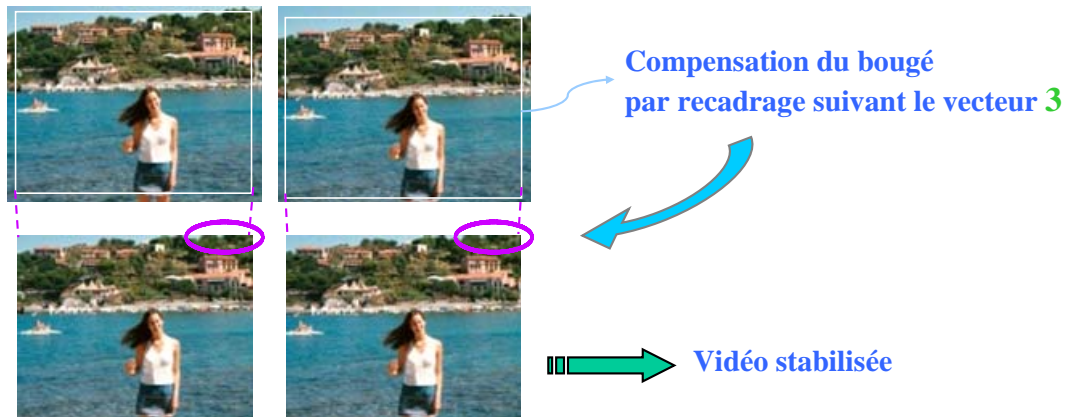 Compensation du bougé
par recadrage suivant le vecteur 3
Vidéo stabilisée